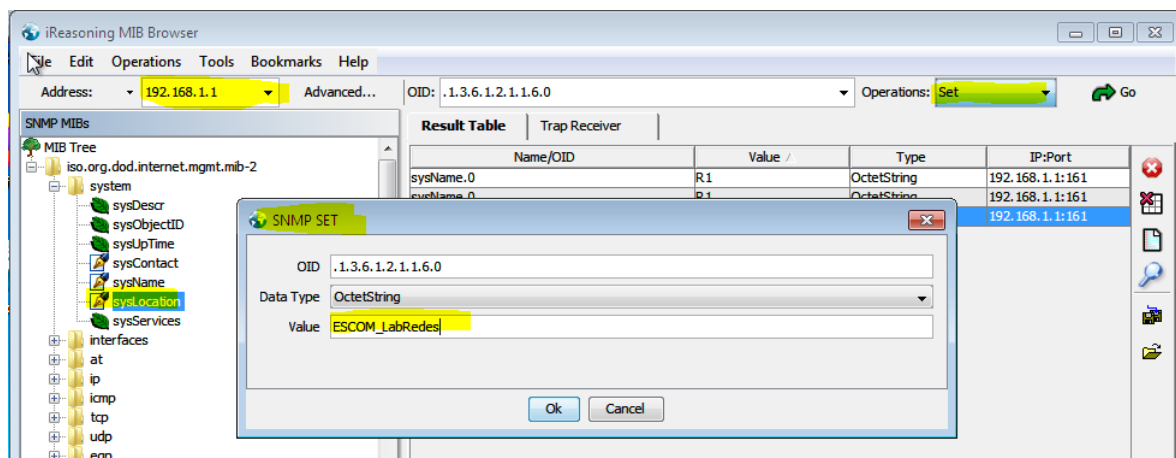 iReasoning MIB Browser
File Edit Operations Tools Bookmarks Help
Address: 192.168.1.1 Advanced... OID: .1.3.6.1.2.1.1.6.0 Operations: Set Go
SNMP MIBs
Result Table Trap Receiver
MIB Tree
Name/OID Value Type IP:Port
iso.org.dod.internet.mgmt.mib-2
sysName.0 R1 OctetString 192.168.1.1:161
system
sysName.0 R1 OctetString 192.168.1.1:161
sysDescr
192.168.1.1:161
SNMP SET
sysObjectID
sysUpTime
OID .1.3.6.1.2.1.1.6.0
sysContact
sysName
Data Type OctetString
sysLocation
sysServices
Value ESCOM_LabRedes
interfaces
at
ip
icmp
Ok Cancel
tcp
udp
egp